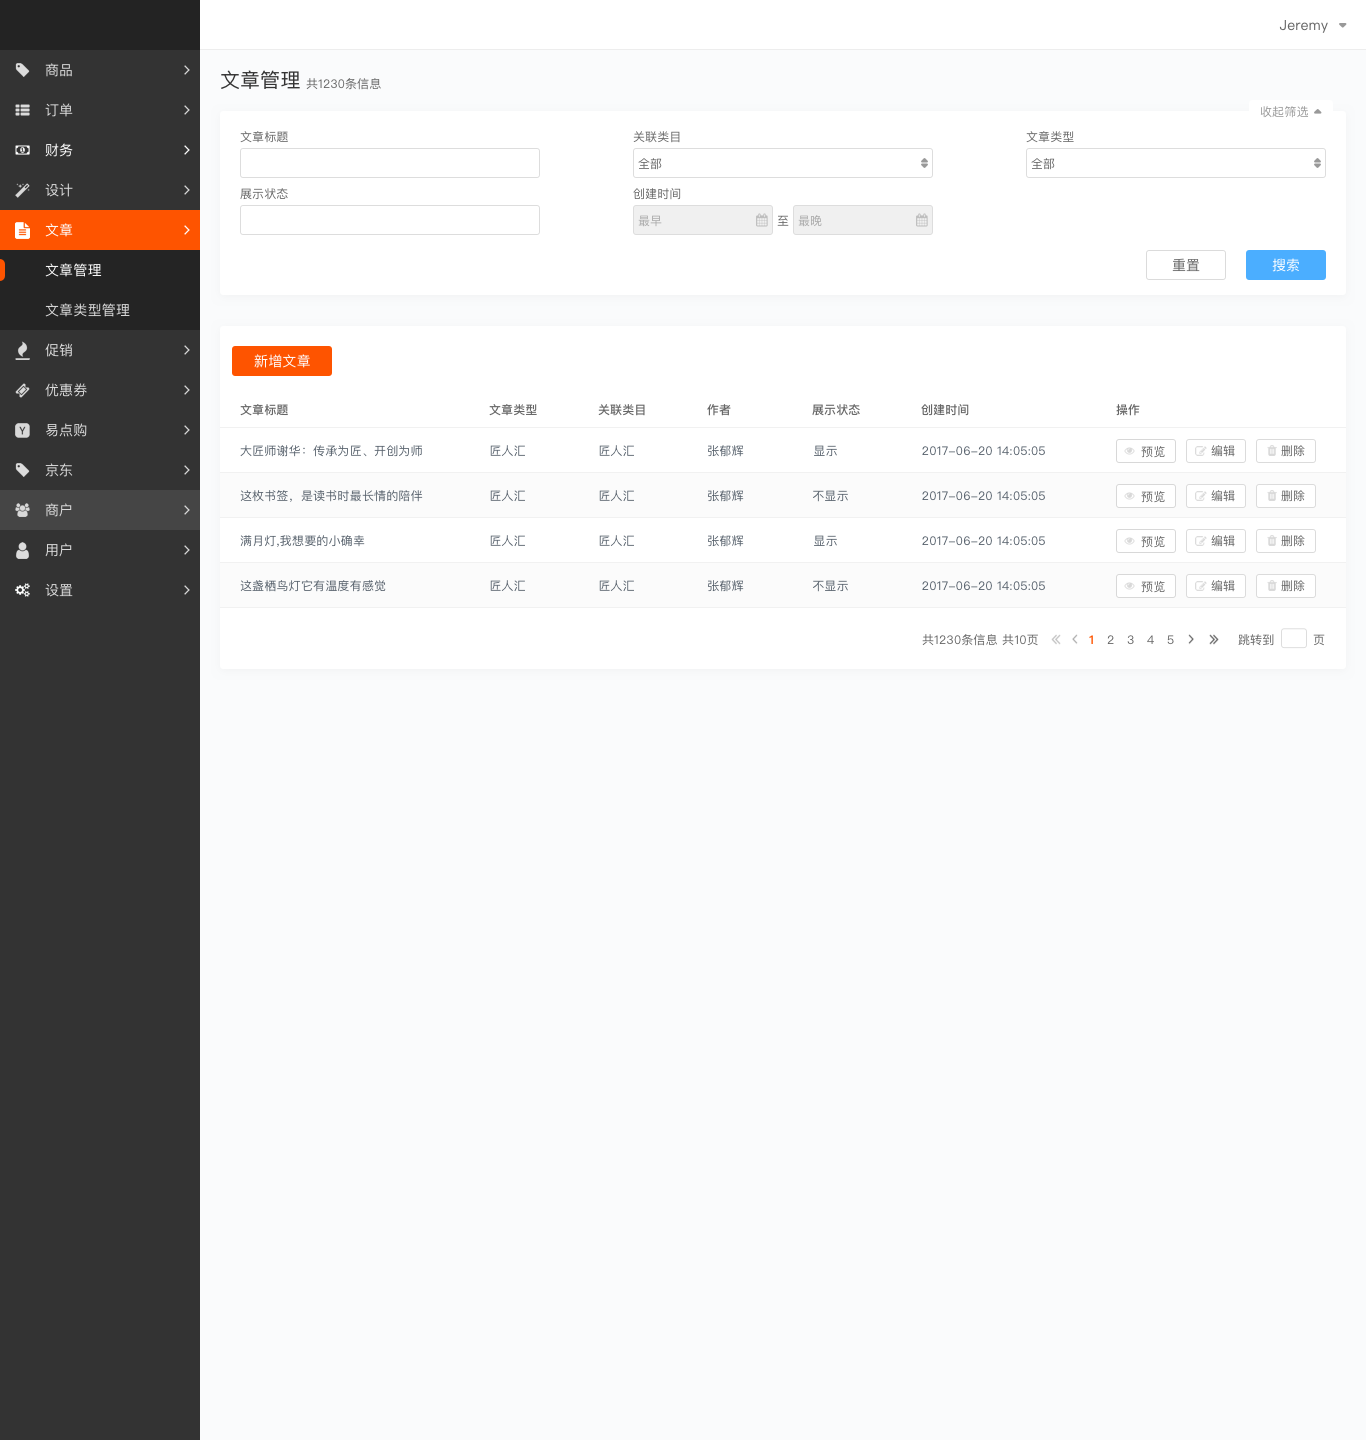 Jeremy
商品
订单
财务
设计
文章
文章管理
文章类型管理
促销
优惠券
易点购
京东
商户
用户
设置
文章管理 共1230条信息
收起筛选
文章标题 关联类目 文章类型
全部 全部
展示状态 创建时间
最早 至 最晚
重置 搜索
新增文章
文章标题 文章类型 关联类目 作者 展示状态 创建时间 操作
大匠师谢华：传承为匠、开创为师 匠人汇 匠人汇 张郁辉 显示 2017-06-20 14:05:05 预览 编辑 删除
这枚书签，是读书时最长情的陪伴 匠人汇 匠人汇 张郁辉 不显示 2017-06-20 14:05:05 预览 编辑 删除
满月灯,我想要的小确幸 匠人汇 匠人汇 张郁辉 显示 2017-06-20 14:05:05 预览 编辑 删除
这盏栖鸟灯它有温度有感觉 匠人汇 匠人汇 张郁辉 不显示 2017-06-20 14:05:05 预览 编辑 删除
共1230条信息 共10页 1 2 3 4 5 跳转到 页